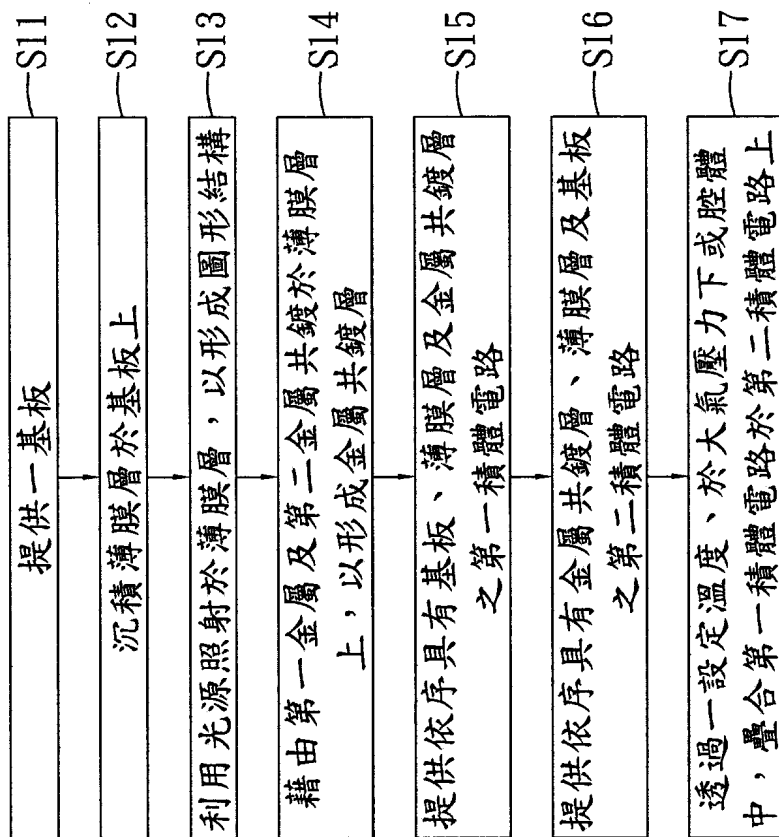 提供一基板
S11
沉積薄膜層於基板上
S12
利用光源照射於薄膜層，以形成圖形結構
S13
藉由第一金屬及第二金屬共鍍於薄膜層
上，以形成金屬共鍍層
S14
提供依序具有基板、薄膜層及金屬共鍍層
之第一積體電路
S15
提供依序具有金屬共鍍層、薄膜層及基板
之第二積體電路
S16
透過一設定溫度、於大氣壓力下或腔體
中，疊合第一積體電路於第二積體電路上
S17